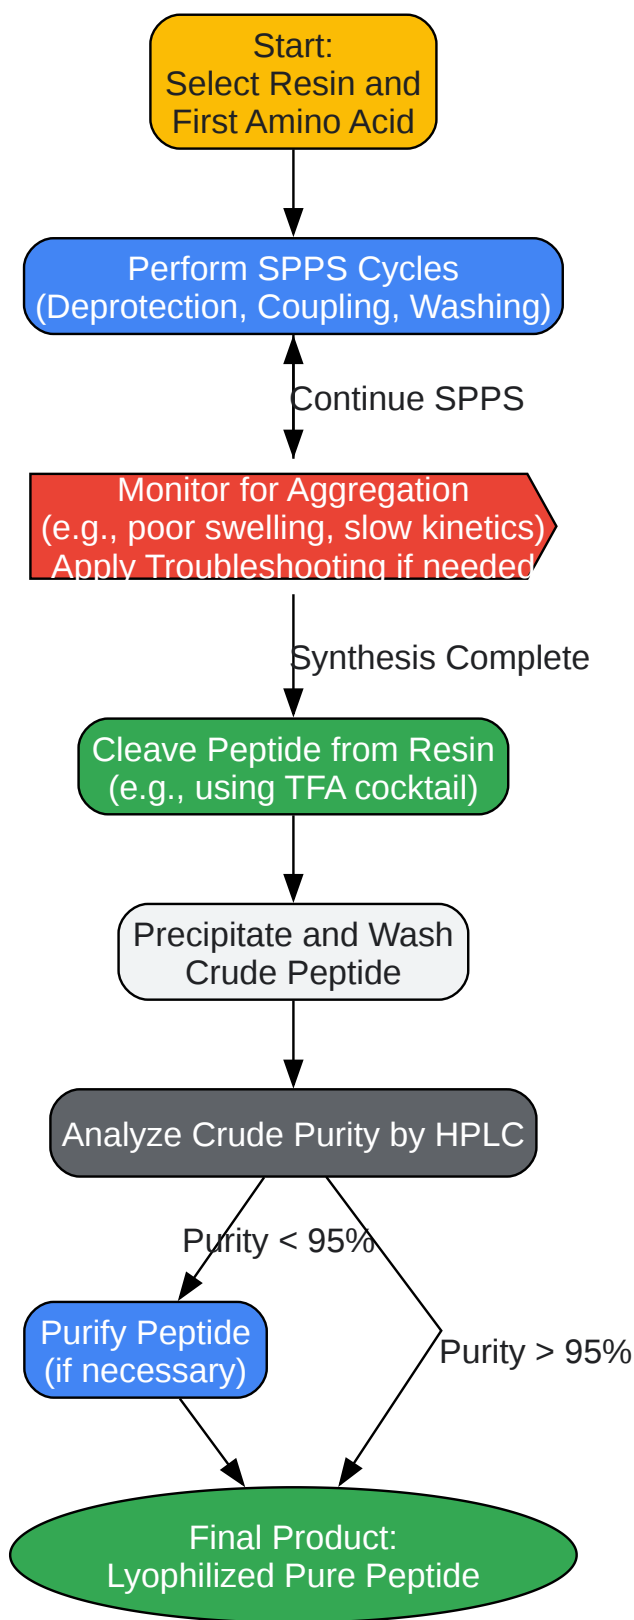 Start:
Select Resin and
First Amino Acid
Perform SPPS Cycles
(Deprotection, Coupling, Washing)
Continue SPPS
Monitor for Aggregation
(e.g., poor swelling, slow kinetics)
Apply Troubleshooting if needed
Synthesis Complete
Cleave Peptide from Resin
(e.g., using TFA cocktail)
Precipitate and Wash
Crude Peptide
Analyze Crude Purity by HPLC
Purity < 95%
Purify Peptide
(if necessary)
Purity > 95%
Final Product:
Lyophilized Pure Peptide